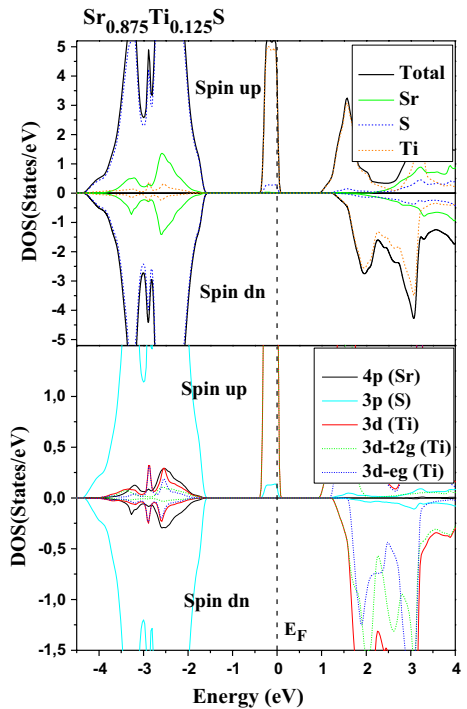 Sr0.875Ti0.125S
5
4
3
2
1
0
-1
-2
-3
-4
-5
DOS(States/eV)
Spin up
Spin dn
Total
Sr
S
Ti
1,0
0,5
0,0
-0,5
-1,0
-1,5
DOS(States/eV)
Spin up
Spin dn
4p (Sr)
3p (S)
3d (Ti)
3d-t2g (Ti)
3d-eg (Ti)
EF
-4 -3 -2 -1 0 1 2 3 4
Energy (eV)